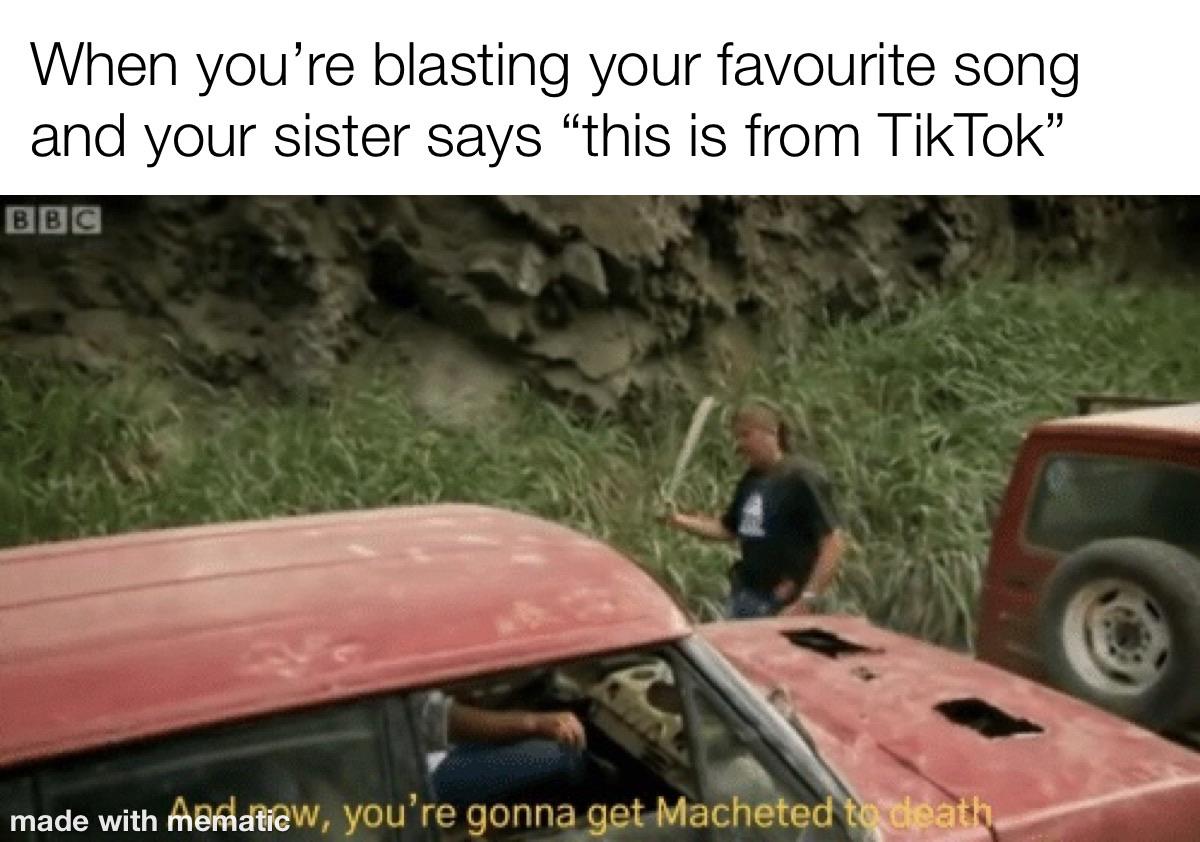 When you’re blasting your favourite song
and your sister says “this is from TikTok”
BBC
And now, you’re gonna get Macheted to death
made with mematic